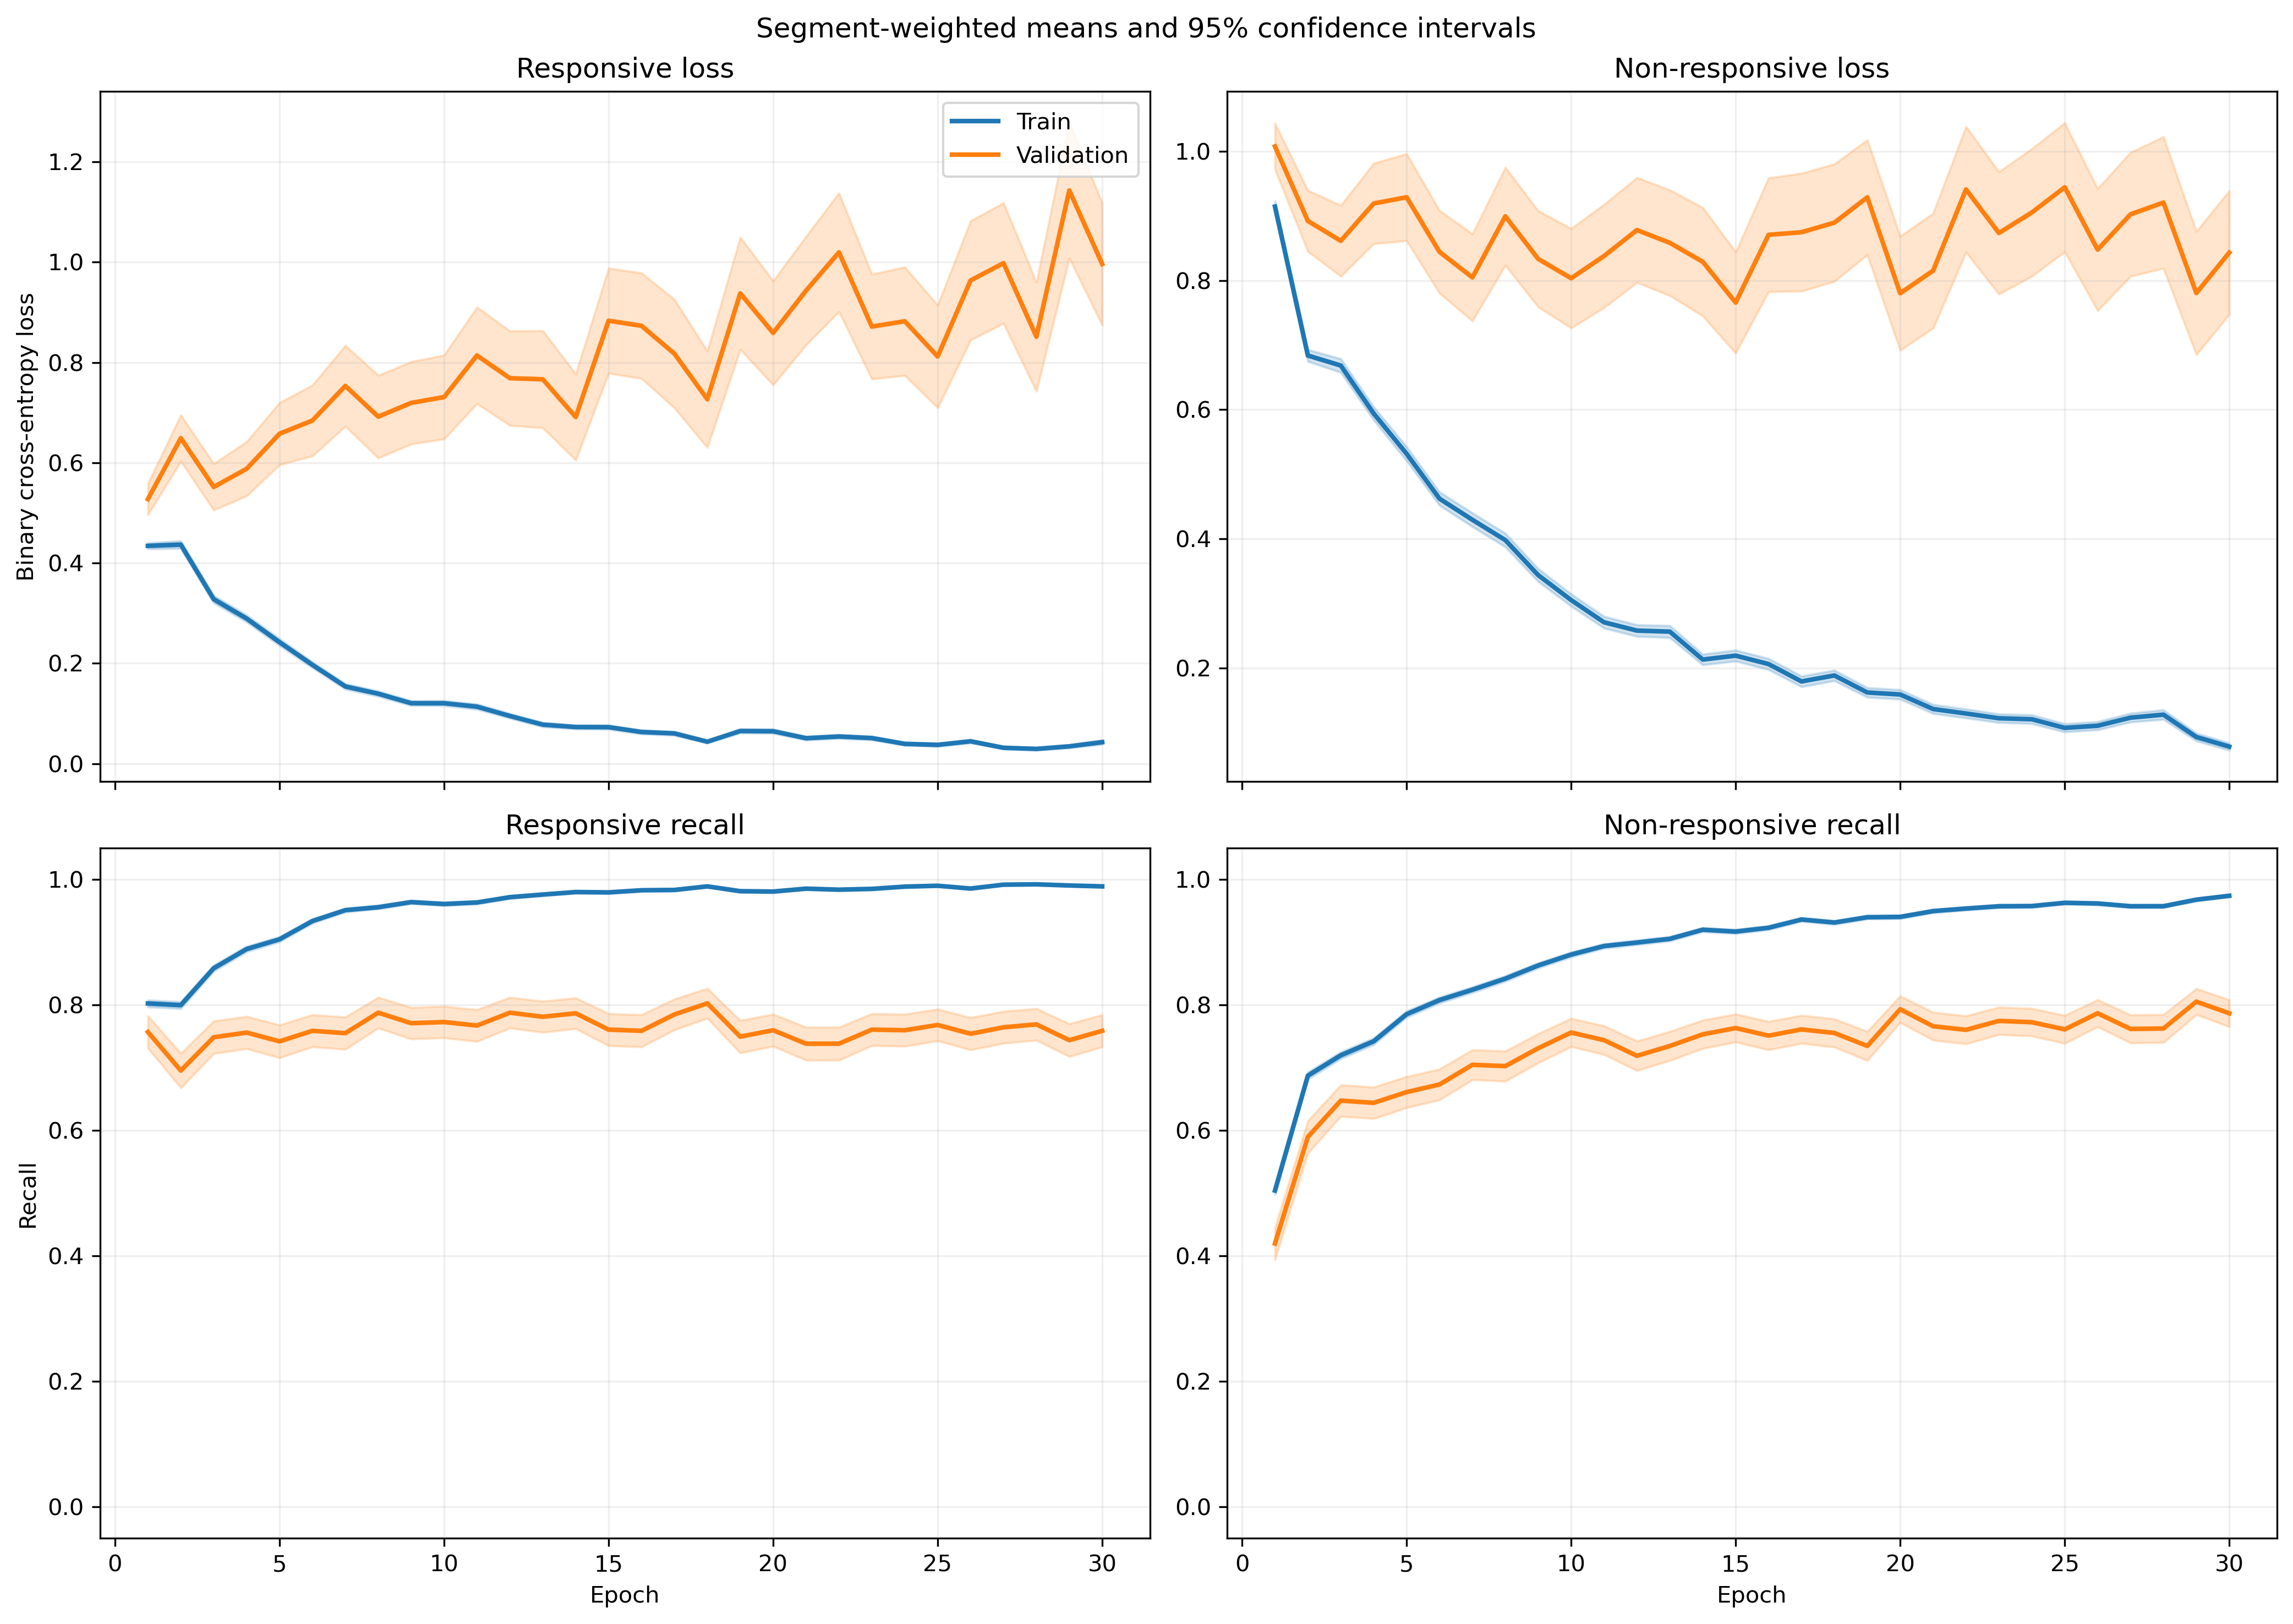 Segment-weighted means and 95% confidence intervals
Responsive loss
Train
Validation
Binary cross-entropy loss
1.2
1.0
0.8
0.6
0.4
0.2
0.0
Non-responsive loss
1.0
0.8
0.6
0.4
0.2
Responsive recall
Recall
1.0
0.8
0.6
0.4
0.2
0.0
0 5 10 15 20 25 30
Epoch
Non-responsive recall
1.0
0.8
0.6
0.4
0.2
0.0
0 5 10 15 20 25 30
Epoch